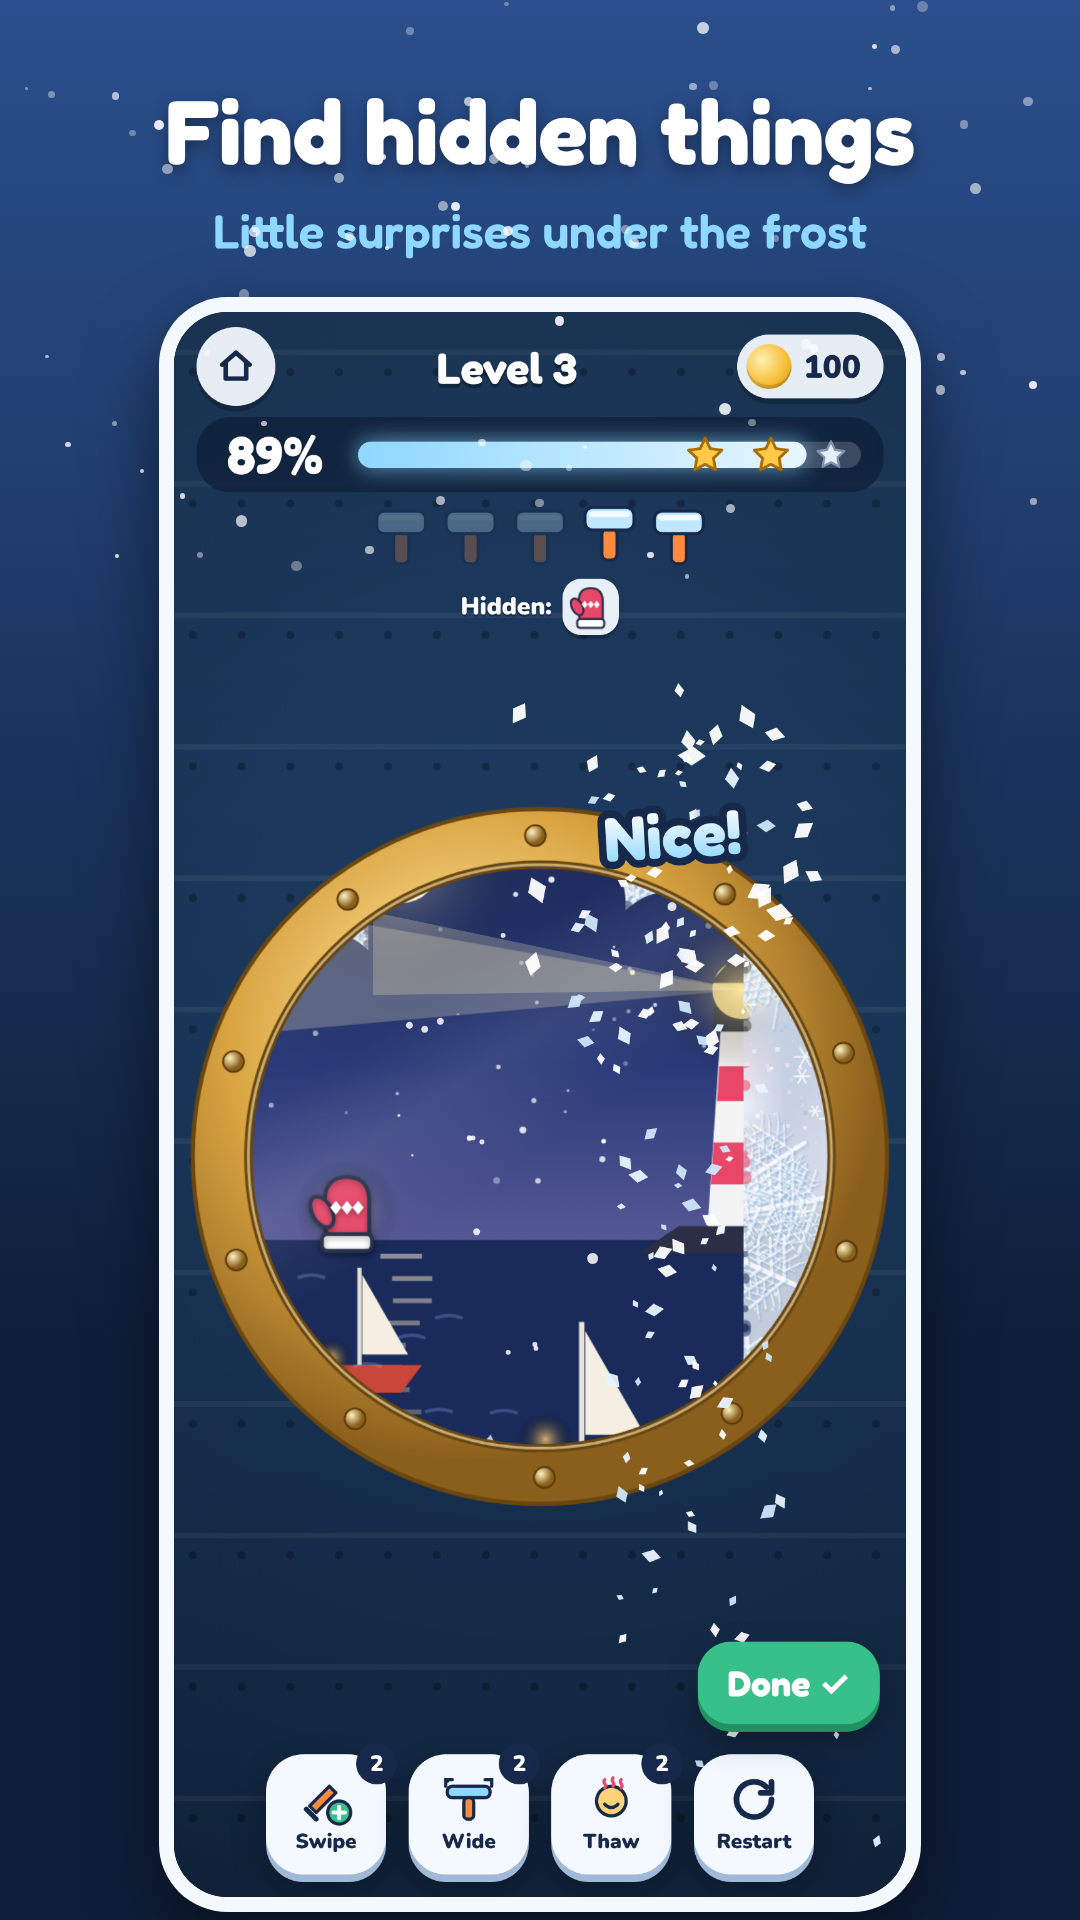 Find hidden things
Little surprises under the frost
Level 3
100
89%
Hidden:
Nice!
Done
2
2
2
Swipe
Wide
Thaw
Restart